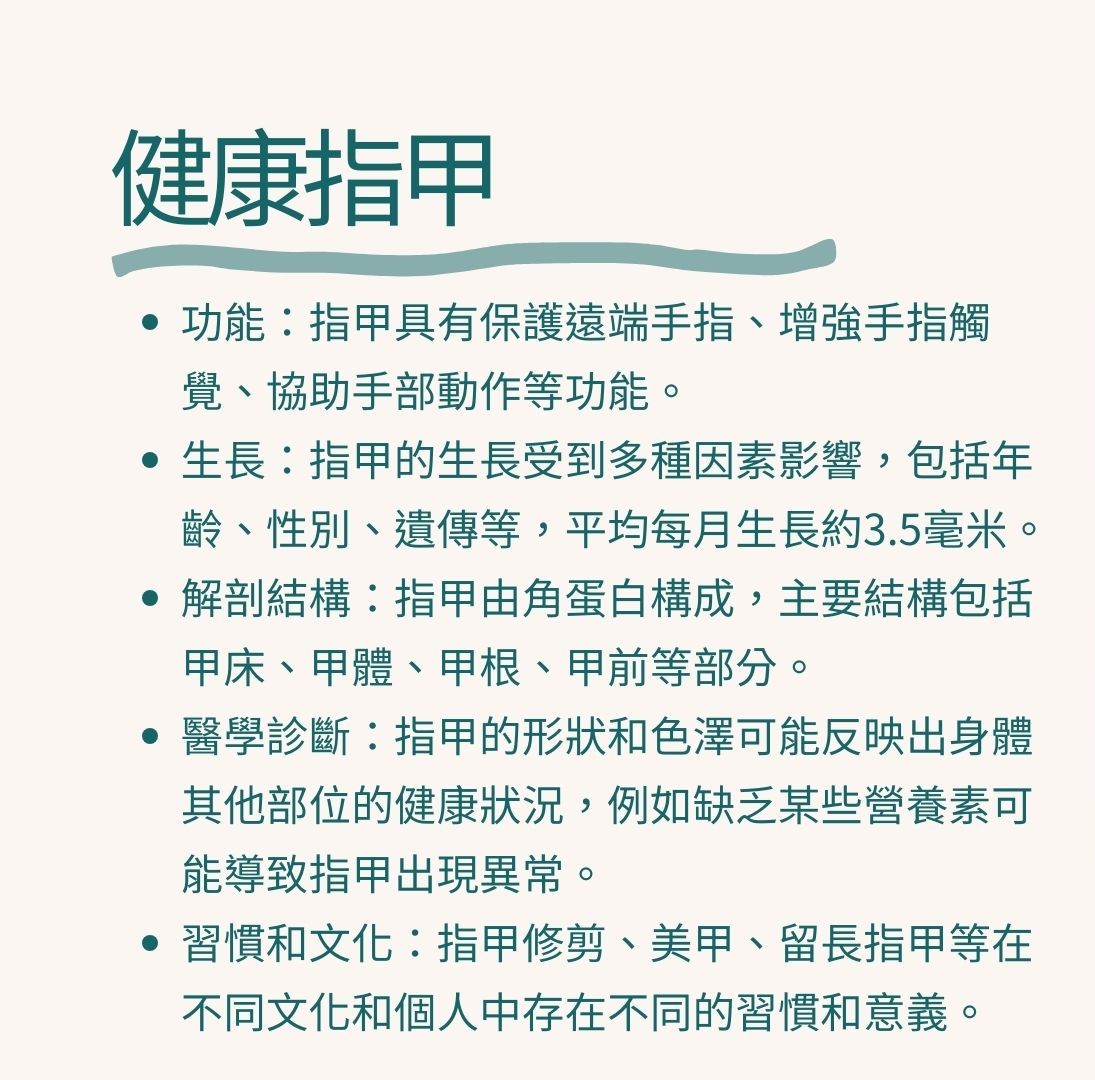 健康指甲
• 功能：指甲具有保護遠端手指、增強手指觸
覺、協助手部動作等功能。
• 生長：指甲的生長受到多種因素影響，包括年
齡、性別、遺傳等，平均每月生長約3.5毫米。
• 解剖結構：指甲由角蛋白構成，主要結構包括
甲床、甲體、甲根、甲前等部分。
• 醫學診斷：指甲的形狀和色澤可能反映出身體
其他部位的健康狀況，例如缺乏某些營養素可
能導致指甲出現異常。
• 習慣和文化：指甲修剪、美甲、留長指甲等在
不同文化和個人中存在不同的習慣和意義。